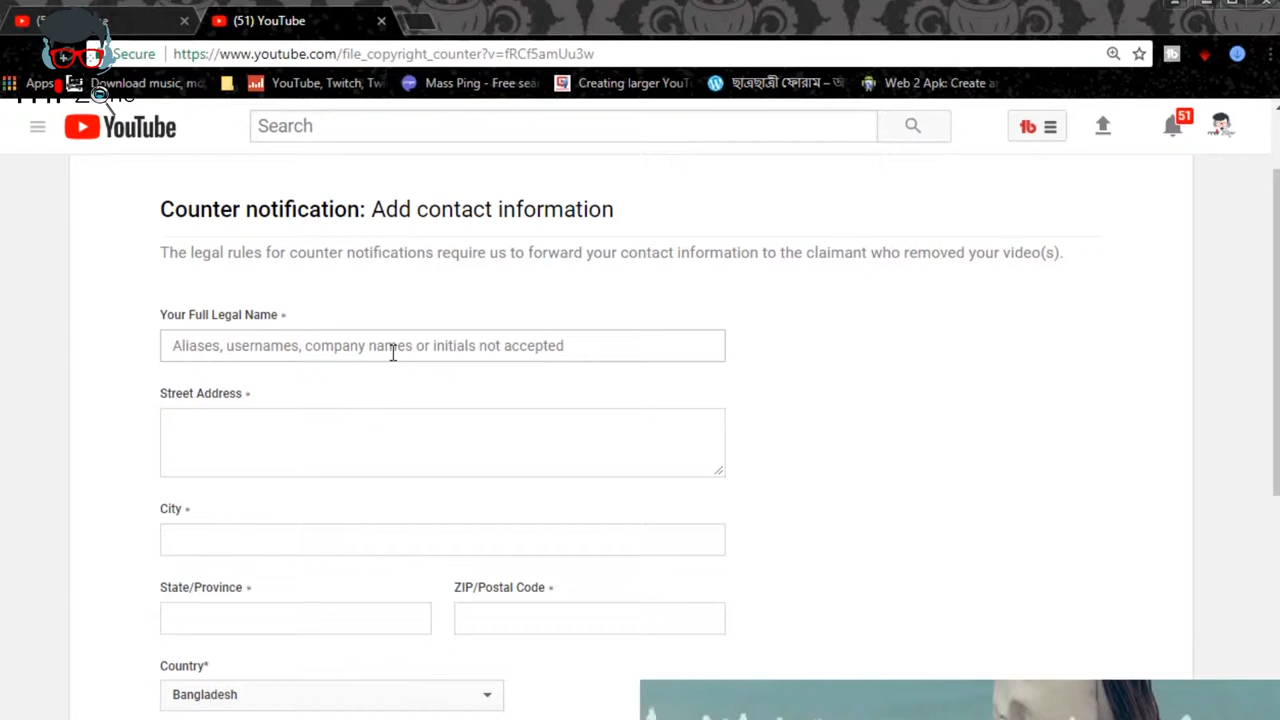 (51) YouTube
Secure https://www.youtube.com/file_copyright_counter?v=fRCf5amUu3w
Apps Download music, mo YouTube, Twitch, Tw Mass Ping - Free sea Creating larger YouT ছাত্রছাত্রী ফোরাম – Web 2 Apk: Create a
Zone
YouTube Search tb 51
Counter notification: Add contact information
The legal rules for counter notifications require us to forward your contact information to the claimant who removed your video(s).
Your Full Legal Name *
Aliases, usernames, company names or initials not accepted
Street Address *
City *
State/Province * ZIP/Postal Code *
Country*
Bangladesh